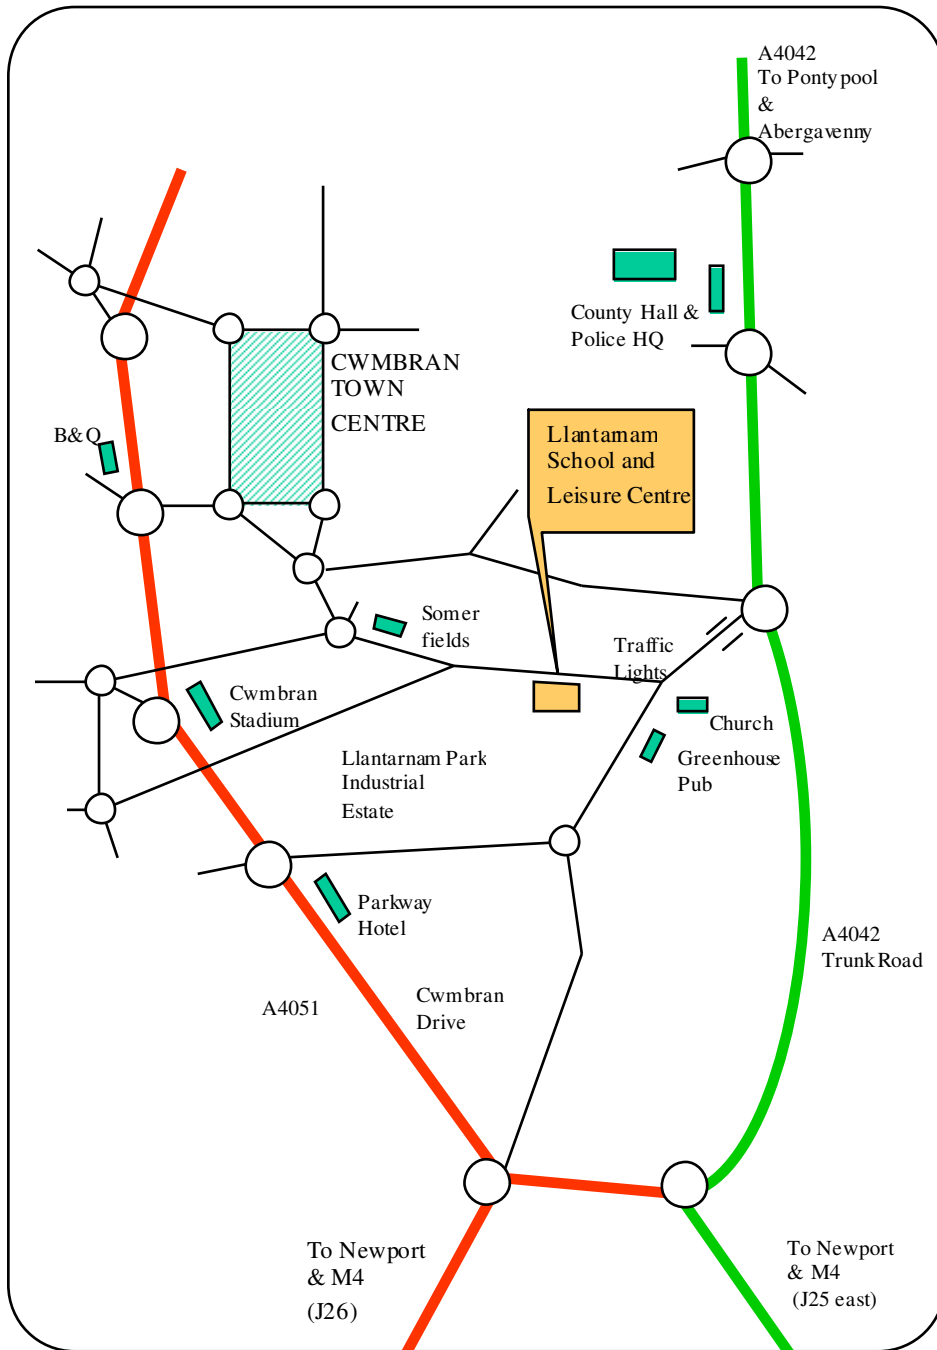 A4042
To Pontypool
&
Abergavenny
County Hall &
Police HQ
CWMBRAN
TOWN
CENTRE
B&Q
Llantarnam
School and
Leisure Centre
Somer
fields
Traffic
Lights
Cwmbran
Stadium
Church
Greenhouse
Pub
Llantarnam Park
Industrial
Estate
Parkway
Hotel
A4042
Trunk Road
Cwmbran
Drive
A4051
To Newport
& M4
(J26)
To Newport
& M4
(J25 east)